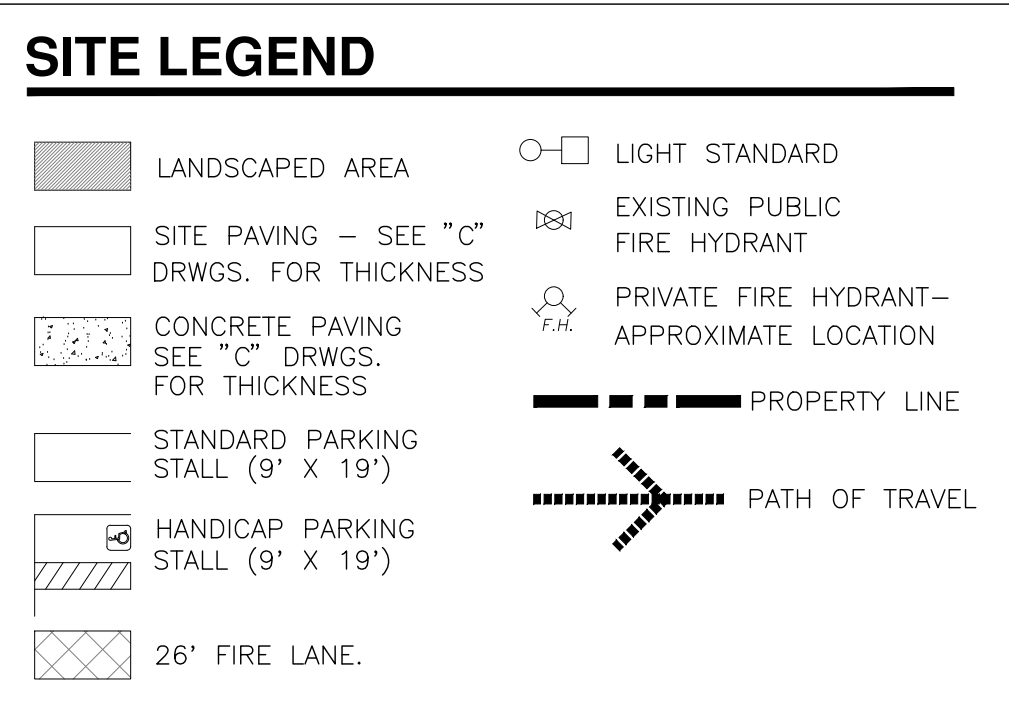 SITE LEGEND
LANDSCAPED AREA
SITE PAVING – SEE "C"
DRWGS. FOR THICKNESS
CONCRETE PAVING
SEE "C" DRWGS.
FOR THICKNESS
STANDARD PARKING
STALL (9' X 19')
HANDICAP PARKING
STALL (9' X 19')
26' FIRE LANE.
LIGHT STANDARD
EXISTING PUBLIC
FIRE HYDRANT
F.H.
PRIVATE FIRE HYDRANT–
APPROXIMATE LOCATION
PROPERTY LINE
PATH OF TRAVEL